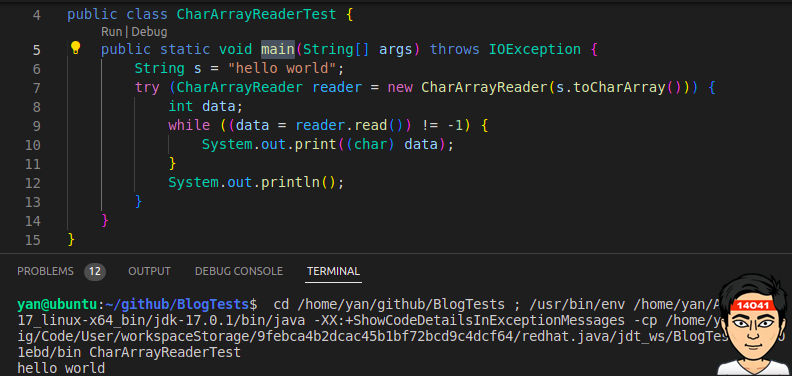 4 public class CharArrayReaderTest {
Run | Debug
5 public static void main(String[] args) throws IOException {
6 String s = "hello world";
7 try (CharArrayReader reader = new CharArrayReader(s.toCharArray())) {
8 int data;
9 while ((data = reader.read()) != -1) {
10 System.out.print((char) data);
11 }
12 System.out.println();
13 }
14 }
15 }
PROBLEMS 12 OUTPUT DEBUG CONSOLE TERMINAL
yan@ubuntu:~/github/BlogTests$ cd /home/yan/github/BlogTests ; /usr/bin/env /home/yan/A
17_linux-x64_bin/jdk-17.0.1/bin/java -XX:+ShowCodeDetailsInExceptionMessages -cp /home/y
ig/Code/User/workspaceStorage/9febca4b2dcac45b1bf72bcd9c4dcf64/redhat.java/jdt_ws/BlogTes
1ebd/bin CharArrayReaderTest
hello world
14041